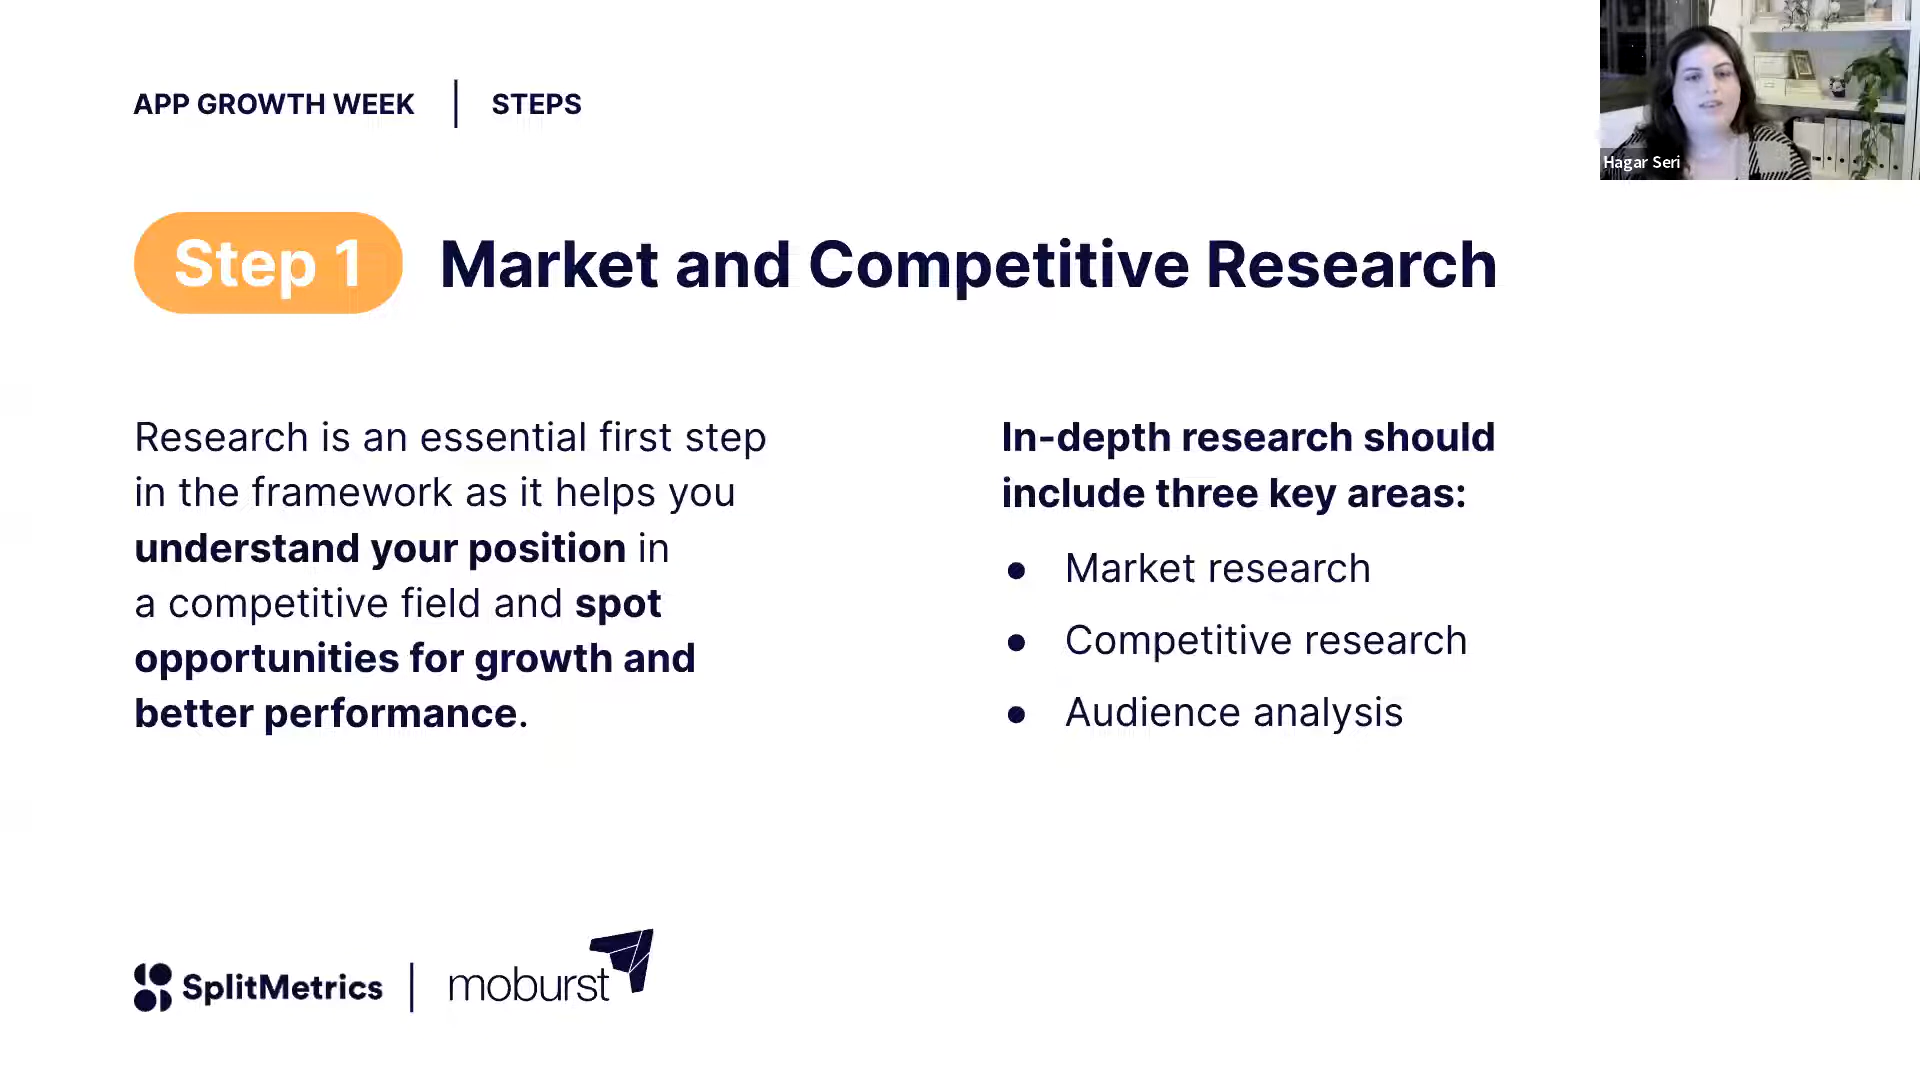 APP GROWTH WEEK | STEPS
Hagar Seri
Step 1 Market and Competitive Research
Research is an essential first step
in the framework as it helps you
understand your position in
a competitive field and spot
opportunities for growth and
better performance.
In-depth research should
include three key areas:
● Market research
● Competitive research
● Audience analysis
SplitMetrics | moburst